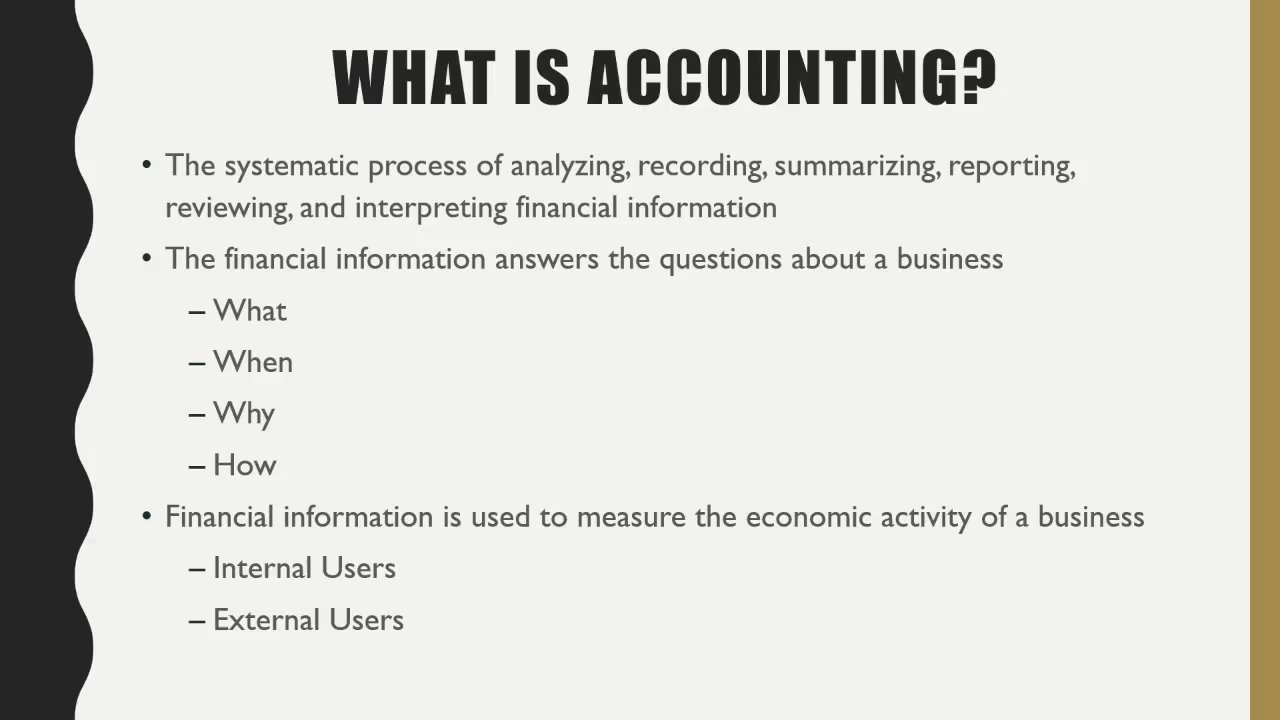 WHAT IS ACCOUNTING?
• The systematic process of analyzing, recording, summarizing, reporting,
reviewing, and interpreting financial information
• The financial information answers the questions about a business
– What
– When
– Why
– How
• Financial information is used to measure the economic activity of a business
– Internal Users
– External Users